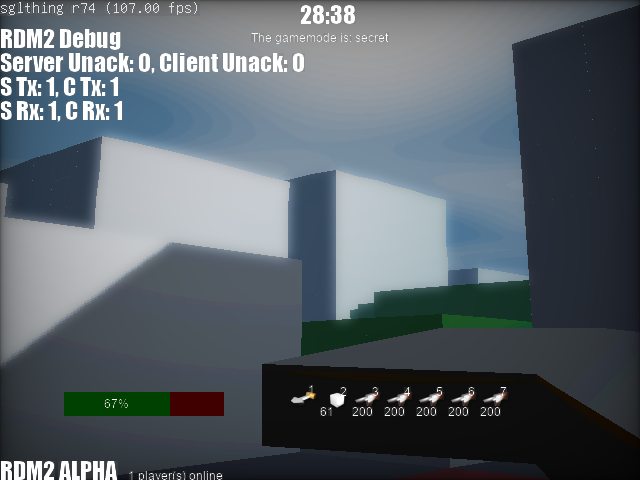 sglthing r74 (107.00 fps)
28:38
The gamemode is: secret
RDM2 Debug
Server Unack: 0, Client Unack: 0
S Tx: 1, C Tx: 1
S Rx: 1, C Rx: 1
67%
1 2 3 4 5 6 7
61 200 200 200 200 200
RDM2 ALPHA 1 player(s) online